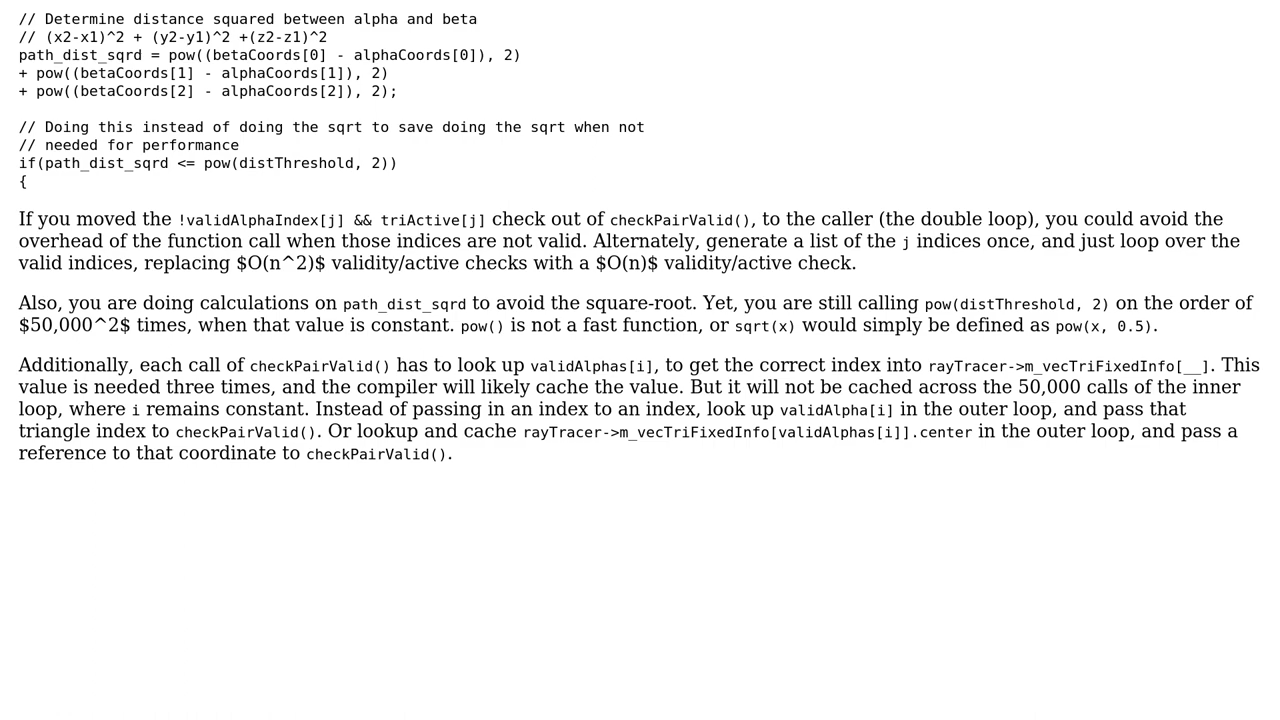 // Determine distance squared between alpha and beta
// (x2-x1)^2 + (y2-y1)^2 +(z2-z1)^2
path_dist_sqrd = pow((betaCoords[0] - alphaCoords[0]), 2)
+ pow((betaCoords[1] - alphaCoords[1]), 2)
+ pow((betaCoords[2] - alphaCoords[2]), 2);
// Doing this instead of doing the sqrt to save doing the sqrt when not
// needed for performance
if(path_dist_sqrd <= pow(distThreshold, 2))
{
If you moved the !validAlphaIndex[j] && triActive[j] check out of checkPairValid(), to the caller (the double loop), you could avoid the
overhead of the function call when those indices are not valid. Alternately, generate a list of the j indices once, and just loop over the
valid indices, replacing $O(n^2)$ validity/active checks with a $O(n)$ validity/active check.
Also, you are doing calculations on path_dist_sqrd to avoid the square-root. Yet, you are still calling pow(distThreshold, 2) on the order of
$50,000^2$ times, when that value is constant. pow() is not a fast function, or sqrt(x) would simply be defined as pow(x, 0.5).
Additionally, each call of checkPairValid() has to look up validAlphas[i], to get the correct index into rayTracer->m_vecTriFixedInfo[__]. This
value is needed three times, and the compiler will likely cache the value. But it will not be cached across the 50,000 calls of the inner
loop, where i remains constant. Instead of passing in an index to an index, look up validAlpha[i] in the outer loop, and pass that
triangle index to checkPairValid(). Or lookup and cache rayTracer->m_vecTriFixedInfo[validAlphas[i]].center in the outer loop, and pass a
reference to that coordinate to checkPairValid().